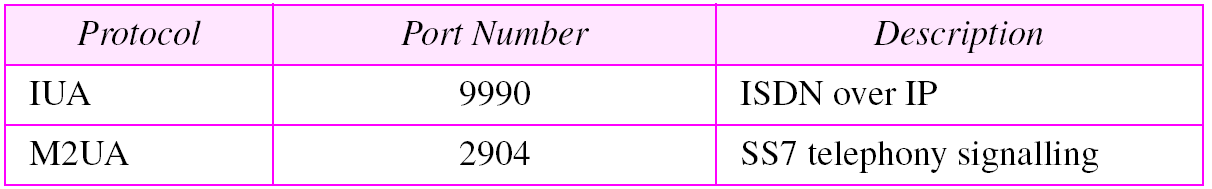 Protocol Port Number Description
IUA 9990 ISDN over IP
M2UA 2904 SS7 telephony signalling